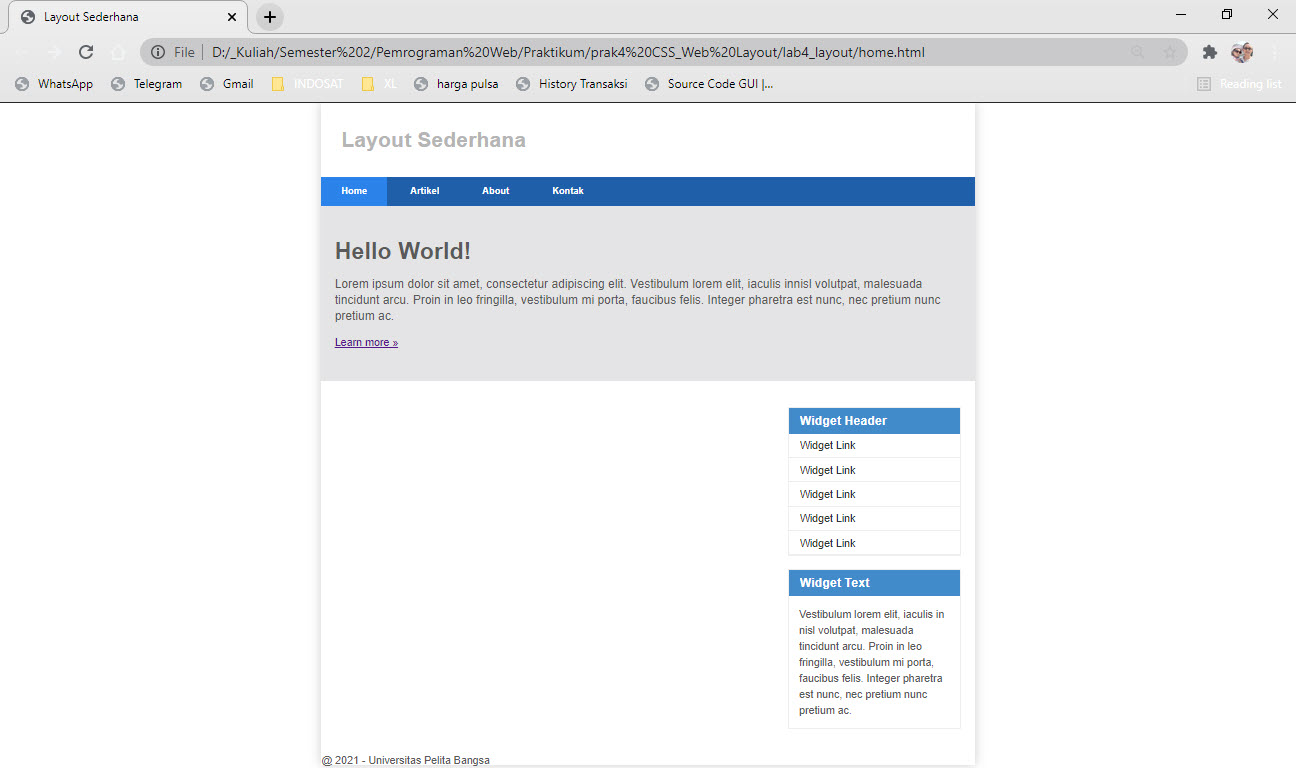 Layout Sederhana
File
D:/_Kuliah/Semester%202/Pemrograman%20Web/Praktikum/prak4%20CSS_Web%20Layout/lab4_layout/home.html
WhatsApp Telegram Gmail INDOSAT XL harga pulsa History Transaksi Source Code GUI |... Reading list
Layout Sederhana
Home Artikel About Kontak
Hello World!
Lorem ipsum dolor sit amet, consectetur adipiscing elit. Vestibulum lorem elit, iaculis innisl volutpat, malesuada
tincidunt arcu. Proin in leo fringilla, vestibulum mi porta, faucibus felis. Integer pharetra est nunc, nec pretium nunc
pretium ac.
Learn more »
Widget Header
Widget Link
Widget Link
Widget Link
Widget Link
Widget Link
Widget Text
Vestibulum lorem elit, iaculis in
nisl volutpat, malesuada
tincidunt arcu. Proin in leo
fringilla, vestibulum mi porta,
faucibus felis. Integer pharetra
est nunc, nec pretium nunc
pretium ac.
@ 2021 - Universitas Pelita Bangsa